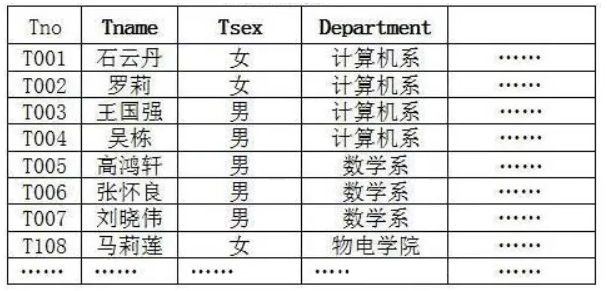 Tno Tname Tsex Department
T001 石云丹 女 计算机系 ……
T002 罗莉 女 计算机系 ……
T003 王国强 男 计算机系 ……
T004 吴栋 男 计算机系 ……
T005 高鸿轩 男 数学系 ……
T006 张怀良 男 数学系 ……
T007 刘晓伟 男 数学系 ……
T108 马莉莲 女 物电学院 ……
…… …… …… ‥… ……